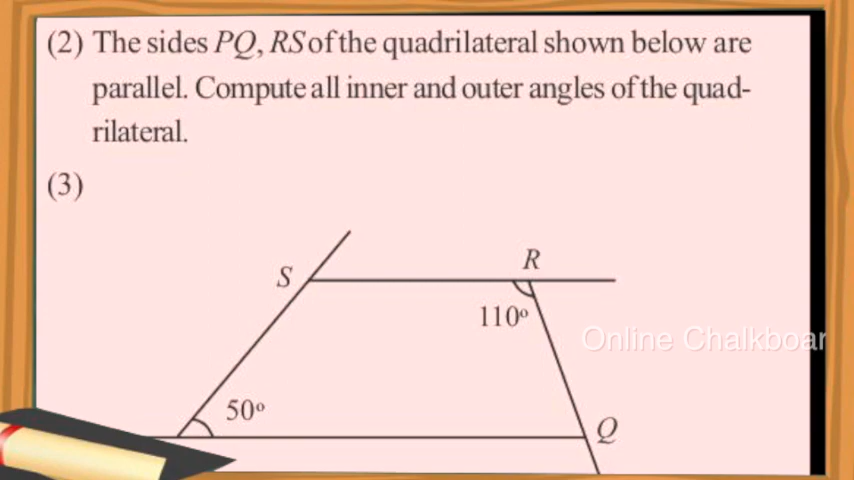 (2) The sides PQ, RS of the quadrilateral shown below are
parallel. Compute all inner and outer angles of the quad-
rilateral.
(3)
S
R
110°
Online Chalkboar
50°
Q